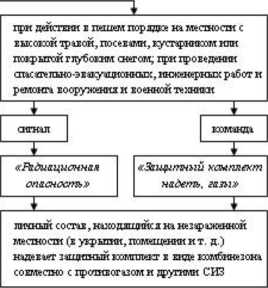 при действии в пешем порядке на местности с
высокой травой, посевами, кустарником или
покрытой глубоким снегом; при проведении
спасательно-эвакуационных, инженерных работ и
ремонта вооружения и военной техники
сигнал
команда
«Радиационная
опасность»
«Защитный комплект
надеть, газы»
личный состав, находящийся на незараженной
местности (в укрытии, помещении и т. д.)
надевает защитный комплект в виде комбинезона
совместно с противогазом и другими СИЗ